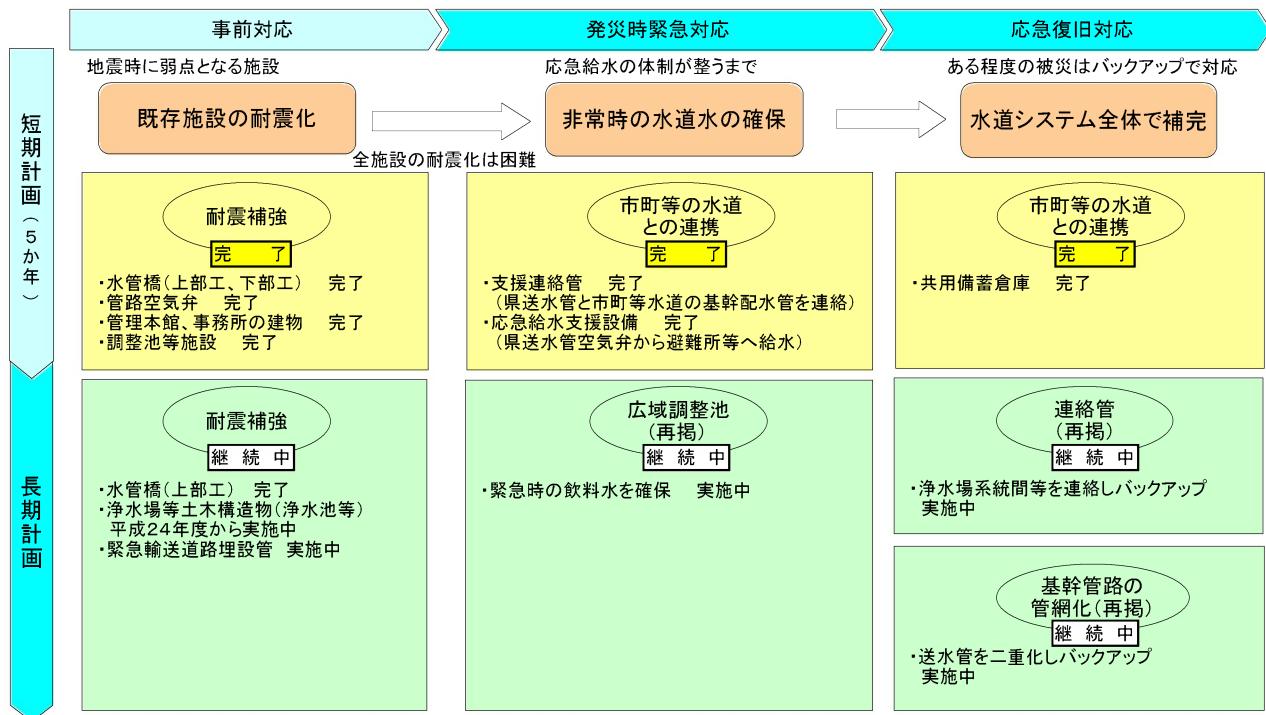 事前対応
発災時緊急対応
応急復旧対応
地震時に弱点となる施設
応急給水の体制が整うまで
ある程度の被災はバックアップで対応
既存施設の耐震化
非常時の水道水の確保
水道システム全体で補完
全施設の耐震化は困難
短期計画(5か年)
耐震補強
完 了
・水管橋(上部工、下部工) 完了
・管路空気弁 完了
・管理本館、事務所の建物 完了
・調整池等施設 完了
市町等の水道
との連携
完 了
・支援連絡管 完了
(県送水管と市町等水道の基幹配水管を連絡)
・応急給水支援設備 完了
(県送水管空気弁から避難所等へ給水)
市町等の水道
との連携
完 了
・共用備蓄倉庫 完了
長期計画
耐震補強
継 続 中
・水管橋(上部工) 完了
・浄水場等土木構造物(浄水池等)
平成24年度から実施中
・緊急輸送道路埋設管 実施中
広域調整池
(再掲)
継 続 中
・緊急時の飲料水を確保 実施中
連絡管
(再掲)
継 続 中
・浄水場系統間等を連絡しバックアップ
実施中
基幹管路の
管網化(再掲)
継 続 中
・送水管を二重化しバックアップ
実施中